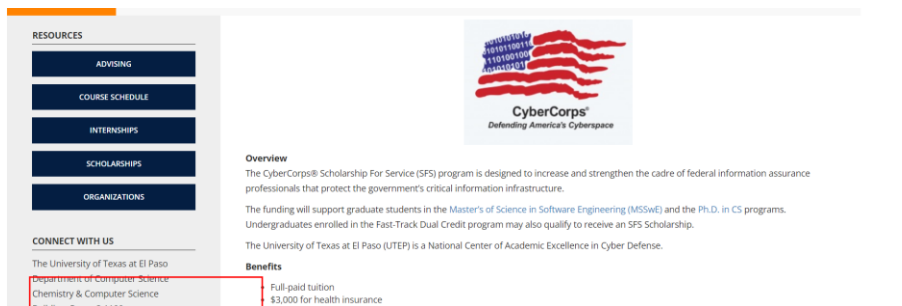 RESOURCES
ADVISING
COURSE SCHEDULE
INTERNSHIPS
SCHOLARSHIPS
ORGANIZATIONS
CONNECT WITH US
The University of Texas at El Paso
Department of Computer Science
Chemistry & Computer Science
CyberCorps®
Defending America's Cyberspace
Overview
The CyberCorps® Scholarship For Service (SFS) program is designed to increase and strengthen the cadre of federal information assurance
professionals that protect the government's critical information infrastructure.
The funding will support graduate students in the Master's of Science in Software Engineering (MSSwE) and the Ph.D. in CS programs.
Undergraduates enrolled in the Fast-Track Dual Credit program may also qualify to receive an SFS Scholarship.
The University of Texas at El Paso (UTEP) is a National Center of Academic Excellence in Cyber Defense.
Benefits
Full-paid tuition
$3,000 for health insurance